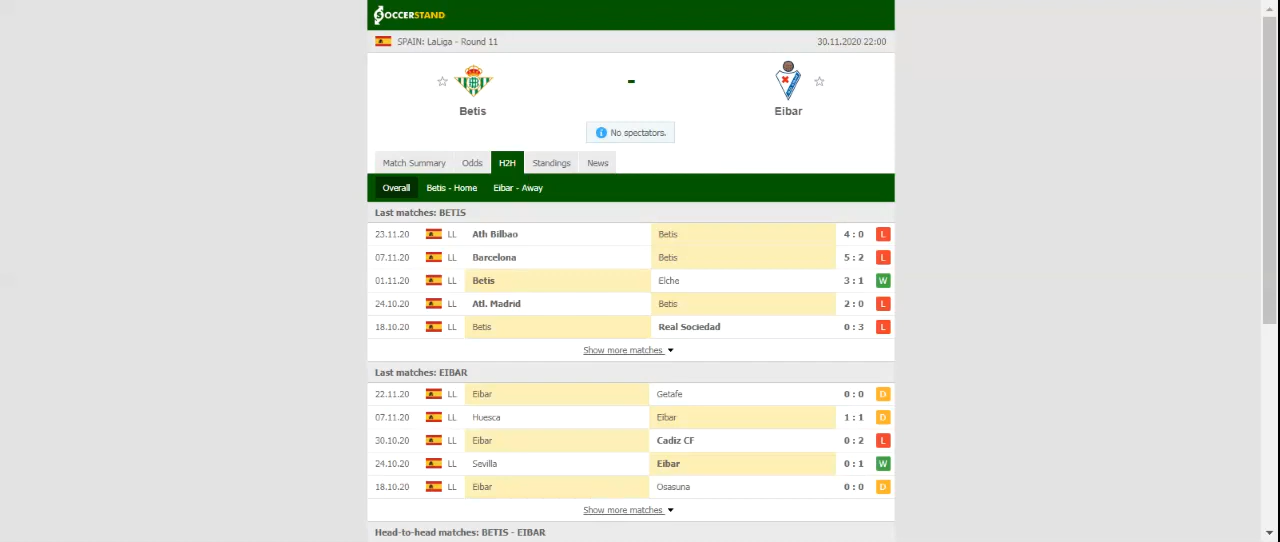 SOCCERSTAND
SPAIN: LaLiga - Round 11 30.11.2020 22:00
-
Betis Eibar
No spectators.
Match Summary Odds H2H Standings News
Overall Betis - Home Eibar - Away
Last matches: BETIS
23.11.20 LL Ath Bilbao Betis 4 : 0 L
07.11.20 LL Barcelona Betis 5 : 2 L
01.11.20 LL Betis Elche 3 : 1 W
24.10.20 LL Atl. Madrid Betis 2 : 0 L
18.10.20 LL Betis Real Sociedad 0 : 3 L
Show more matches
Last matches: EIBAR
22.11.20 LL Eibar Getafe 0 : 0 D
07.11.20 LL Huesca Eibar 1 : 1 D
30.10.20 LL Eibar Cadiz CF 0 : 2 L
24.10.20 LL Sevilla Eibar 0 : 1 W
18.10.20 LL Eibar Osasuna 0 : 0 D
Show more matches
Head-to-head matches: BETIS - EIBAR